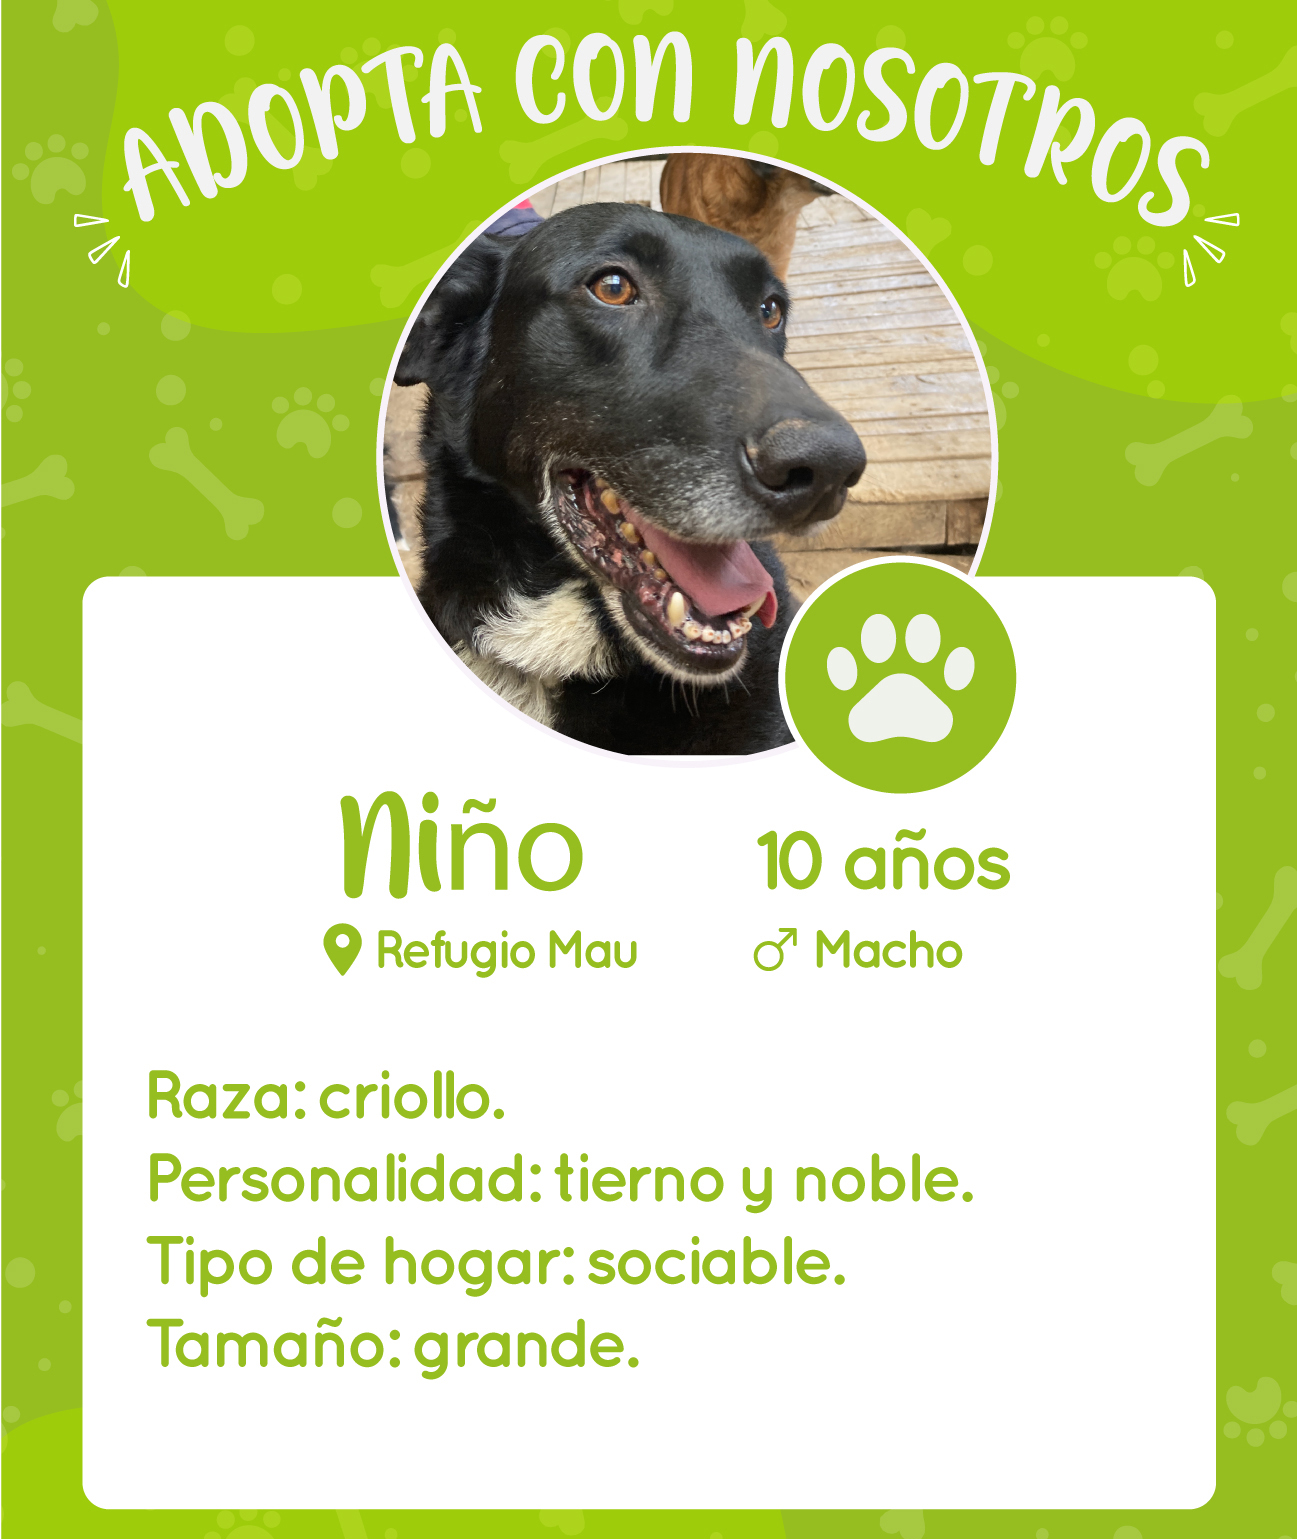 ADOPTA CON NOSOTROS
Niño
10 años
Refugio Mau
Macho
Raza: criollo.
Personalidad: tierno y noble.
Tipo de hogar: sociable.
Tamaño: grande.